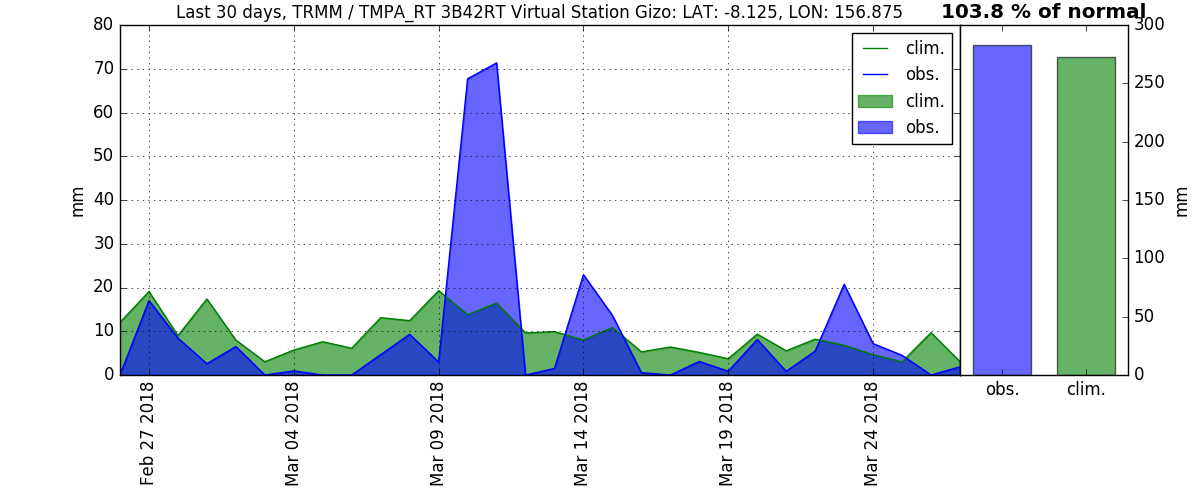 Last 30 days, TRMM / TMPA_RT 3B42RT Virtual Station Gizo: LAT: -8.125, LON: 156.875
103.8 % of normal
80
70
60
50
40
30
20
10
0
mm
clim.
obs.
clim.
obs.
300
250
200
150
100
50
0
mm
obs.
clim.
Feb 27 2018
Mar 04 2018
Mar 09 2018
Mar 14 2018
Mar 19 2018
Mar 24 2018